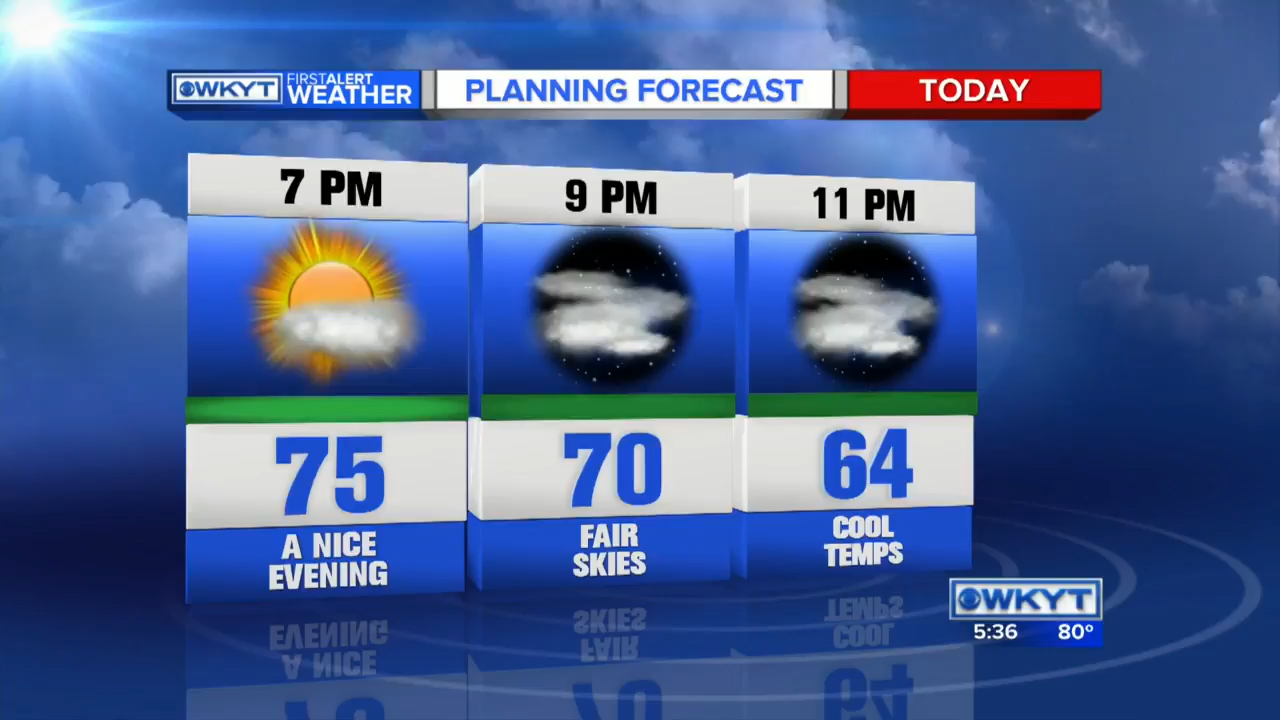 WKYT FIRST ALERT WEATHER PLANNING FORECAST TODAY
7 PM 9 PM 11 PM
75 70 64
A NICE
EVENING
FAIR
SKIES
COOL
TEMPS
WKYT
5:36 80°